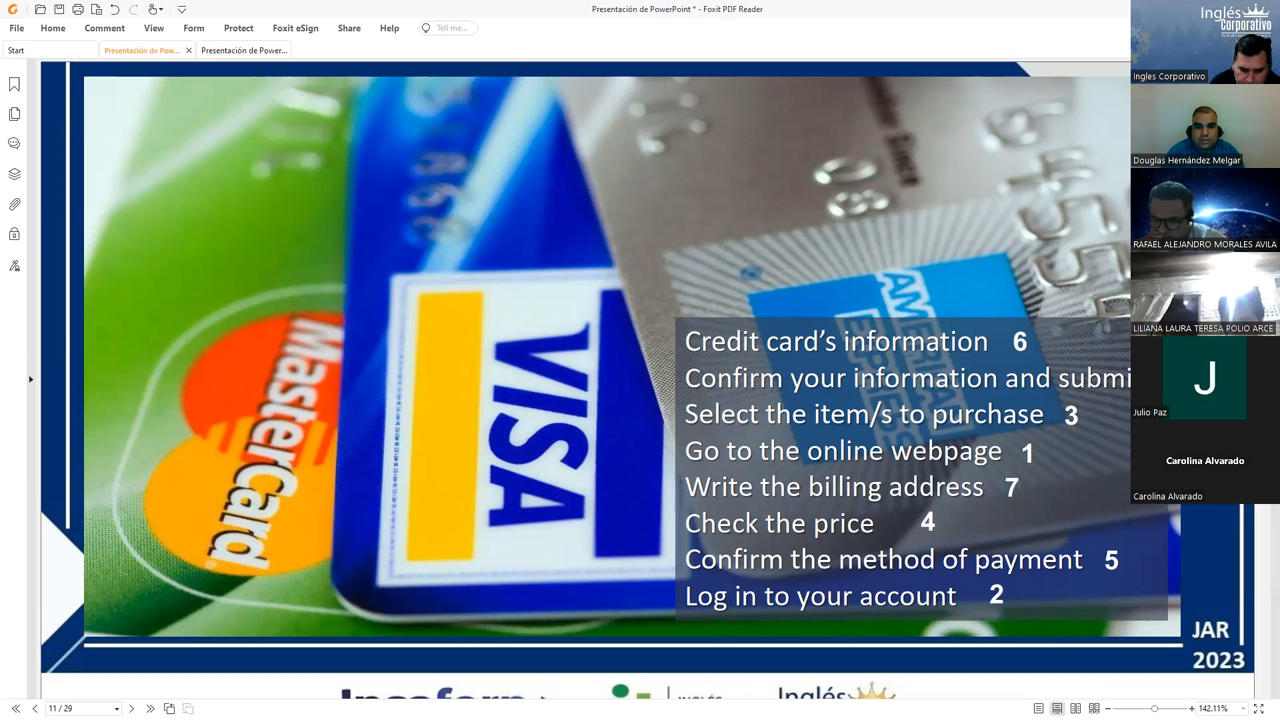 Presentación de PowerPoint * - Foxit PDF Reader
File Home Comment View Form Protect Foxit eSign Share Help Tell me...
Start Presentación de Pow... Presentación de Power...
Inglés
Corporativo
Ingles Corporativo
Douglas Hernández Melgar
RAFAEL ALEJANDRO MORALES AVILA
LILIANA LAURA TERESA POLIO ARCE
J
Julio Paz
Carolina Alvarado
Carolina Alvarado
MasterCard
VISA
AMERICAN
EXPRESS
Credit card's information 6
Confirm your information and submi
Select the item/s to purchase 3
Go to the online webpage 1
Write the billing address 7
Check the price 4
Confirm the method of payment 5
Log in to your account 2
JAR
2023
Inglés
11 / 29
142.11%